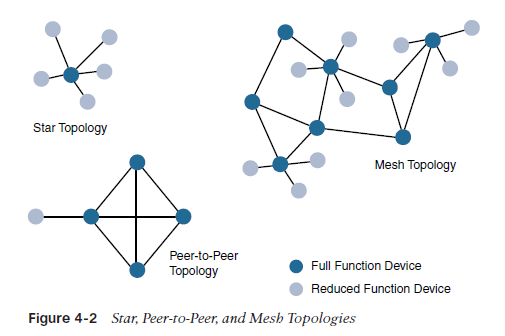 Star Topology
Mesh Topology
Peer-to-Peer
Topology
Full Function Device
Reduced Function Device
Figure 4-2 Star, Peer-to-Peer, and Mesh Topologies